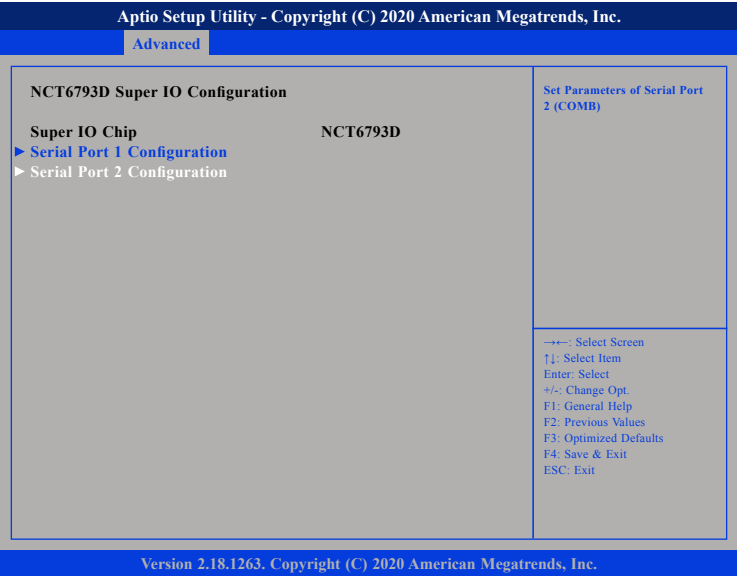 Aptio Setup Utility - Copyright (C) 2020 American Megatrends, Inc.
Advanced
NCT6793D Super IO Configuration
Super IO Chip NCT6793D
► Serial Port 1 Configuration
► Serial Port 2 Configuration
Set Parameters of Serial Port
2 (COMB)
→←: Select Screen
↑↓: Select Item
Enter: Select
+/-: Change Opt.
F1: General Help
F2: Previous Values
F3: Optimized Defaults
F4: Save & Exit
ESC: Exit
Version 2.18.1263. Copyright (C) 2020 American Megatrends, Inc.